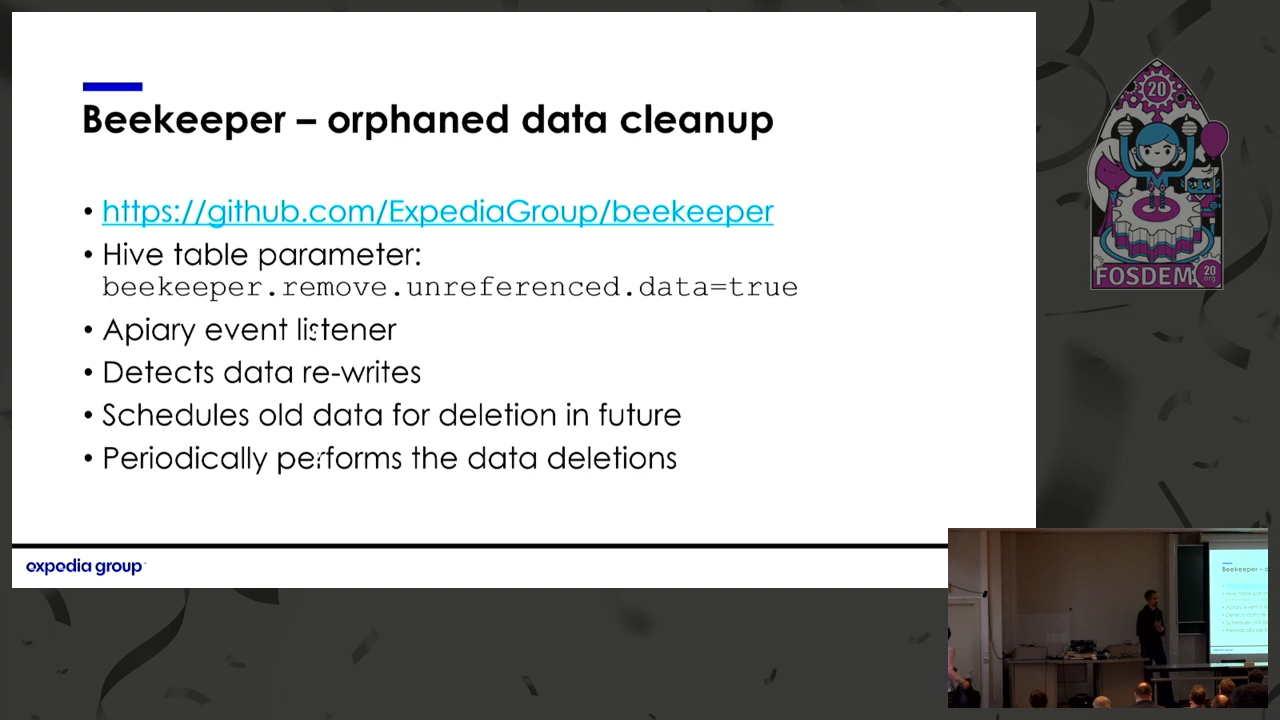 Beekeeper – orphaned data cleanup
• https://github.com/ExpediaGroup/beekeeper
• Hive table parameter:
beekeeper.remove.unreferenced.data=true
• Apiary event listener
• Detects data re-writes
• Schedules old data for deletion in future
• Periodically performs the data deletions
expedia group
20
FOSDEM
20
.org